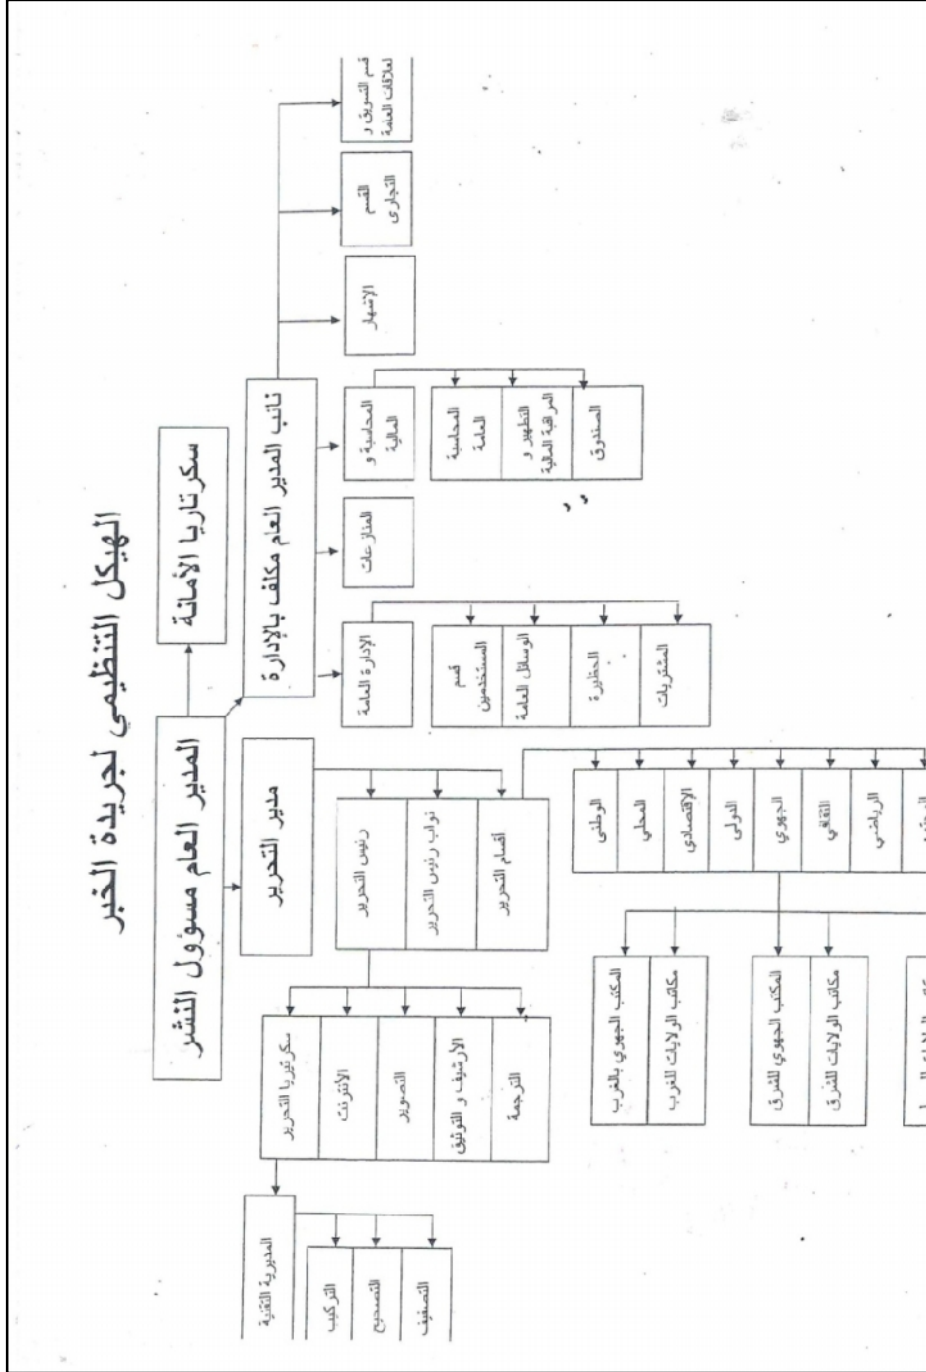 الهيكل التنظيمي لجريدة الخبر
سكرتاريا الأمانة
المدير العام مسؤول النشر
نائب المدير العام مكلف بالإدارة
مدير التحرير
قسم التسويق و
لعلاقات العامة
القسم
التجاري
الإشهار
المحاسبة و
المالية
المنازعات
الإدارة العامة
المحاسبة
العامة
التطهير و
المراقبة المالية
الصندوق
قسم
المستخدمين
الوسائل العامة
الحظيرة
المشتريات
رئيس التحرير
نواب رئيس التحرير
أقسام التحرير
الوطني
المحلي
الإقتصادي
الدولي
الجهوي
الثقافي
الرياضي
سكرتيريا التحرير
الأنترنت
التصوير
الأرشيف و التوثيق
الترجمة
المكتب الجهوي بالغرب
مكاتب الولايات للغرب
المكتب الجهوي للشرق
مكاتب الولايات للشرق
المديرية التقنية
التركيب
التصحيح
التصفيف